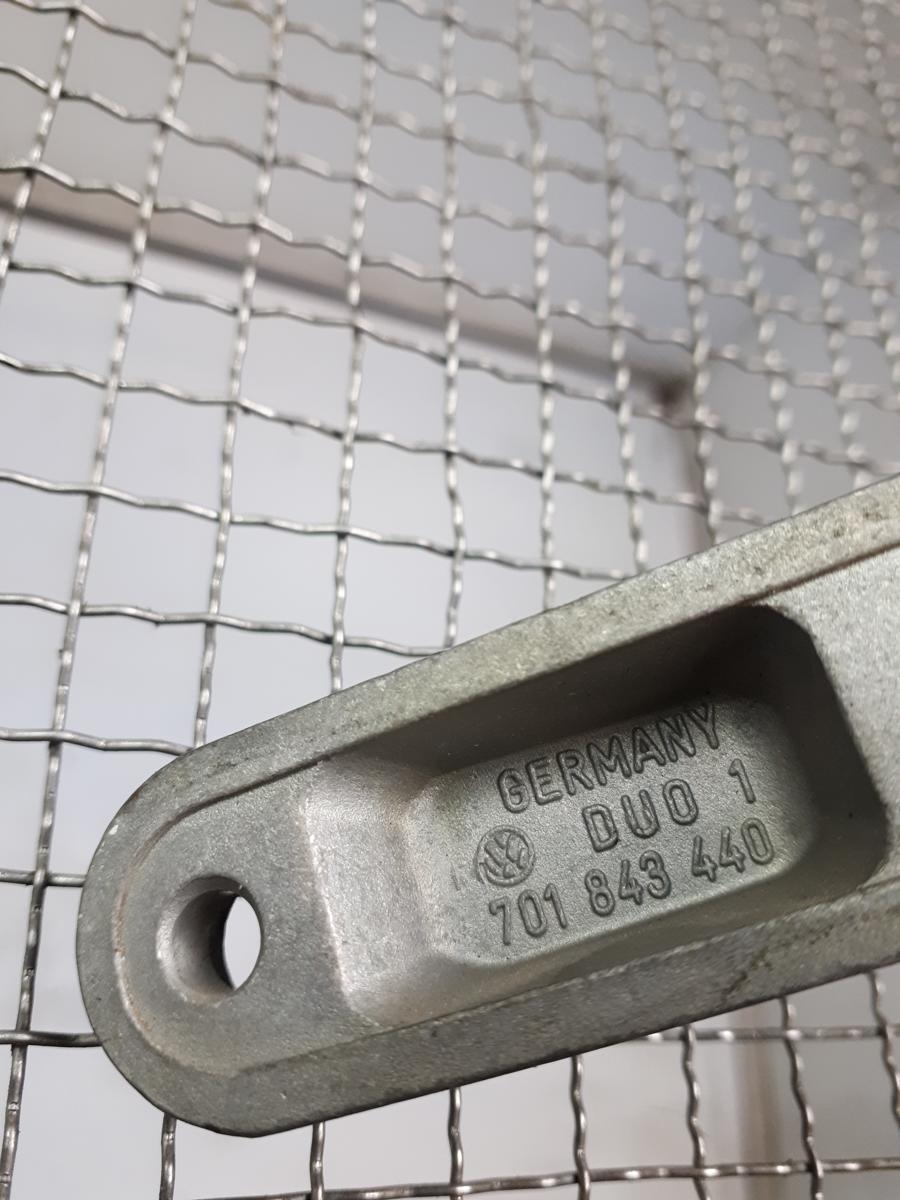 GERMANY
DUO 1
701 843 440